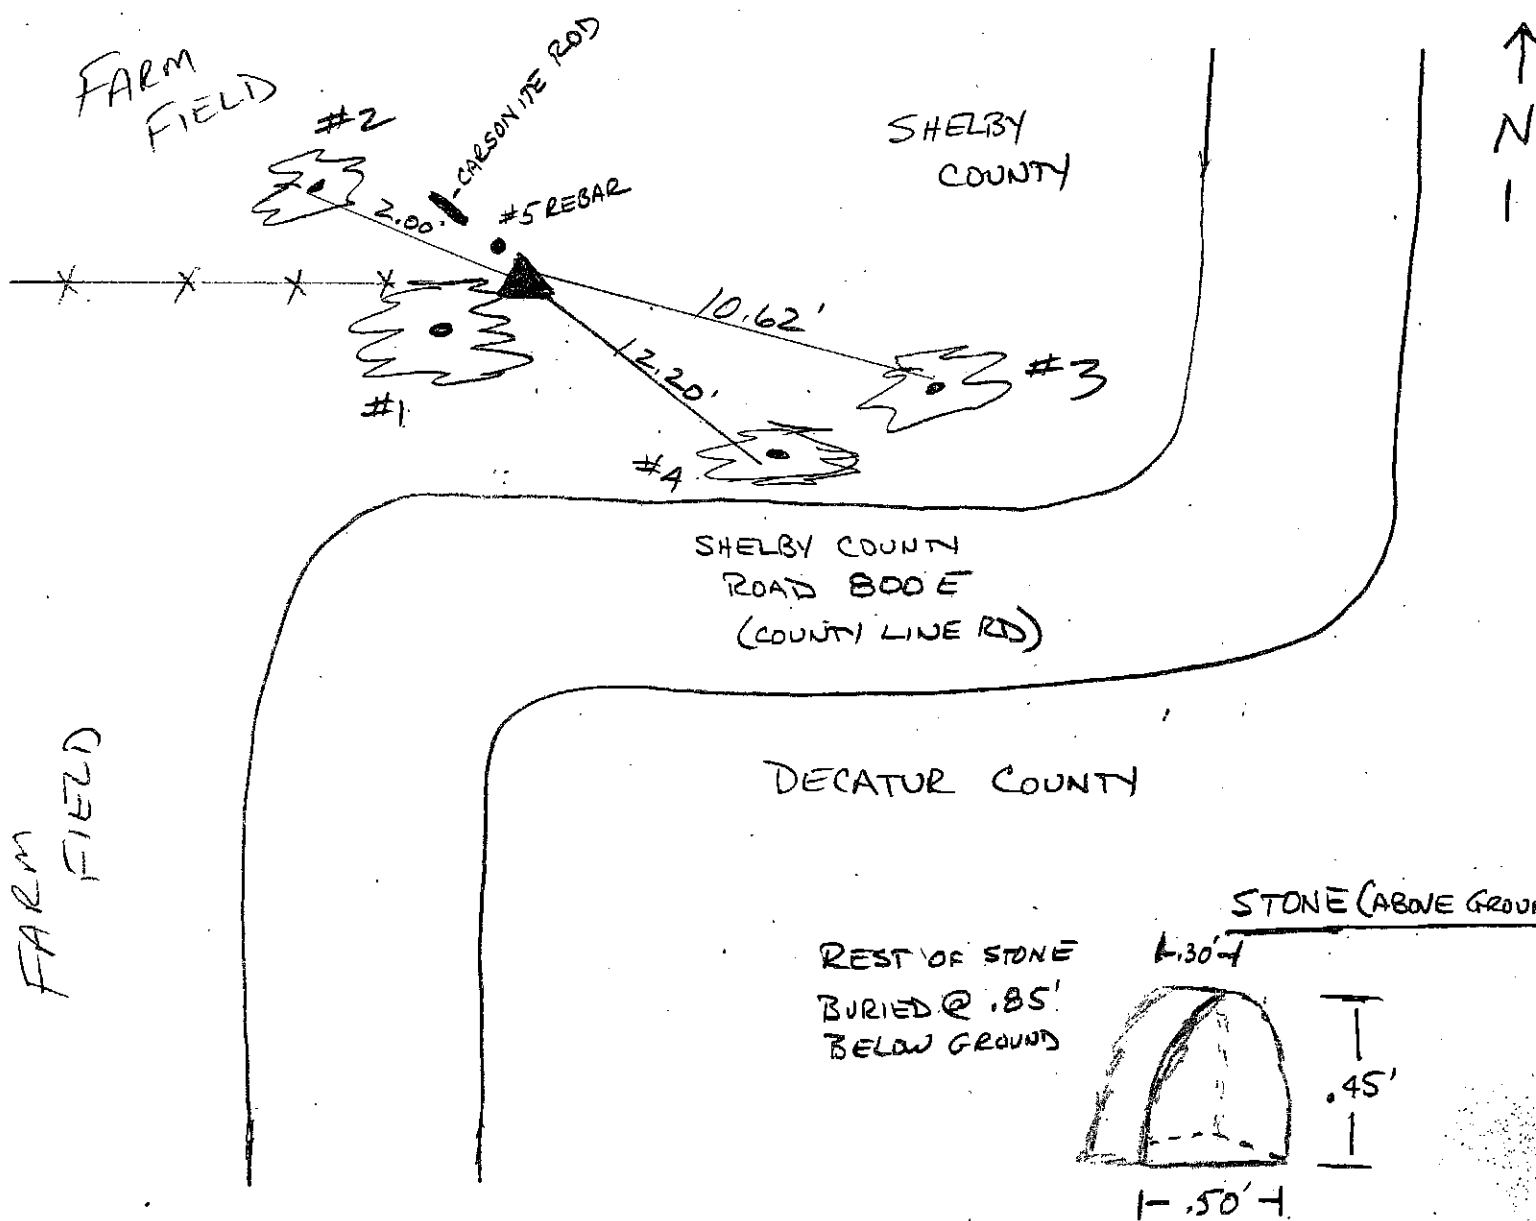 FARM
FIELD
#2
CARSONITE ROD
2.00'
#5 REBAR
SHELBY
COUNTY
N
X X X X
10.62'
12.20'
#1
#3
#4
SHELBY COUNTY
ROAD 800 E
(COUNTY LINE RD)
FARM
FIELD
DECATUR COUNTY
STONE (ABOVE GROUN
REST OF STONE
BURIED @ .85'
BELOW GROUND
.30'
.45'
.50'